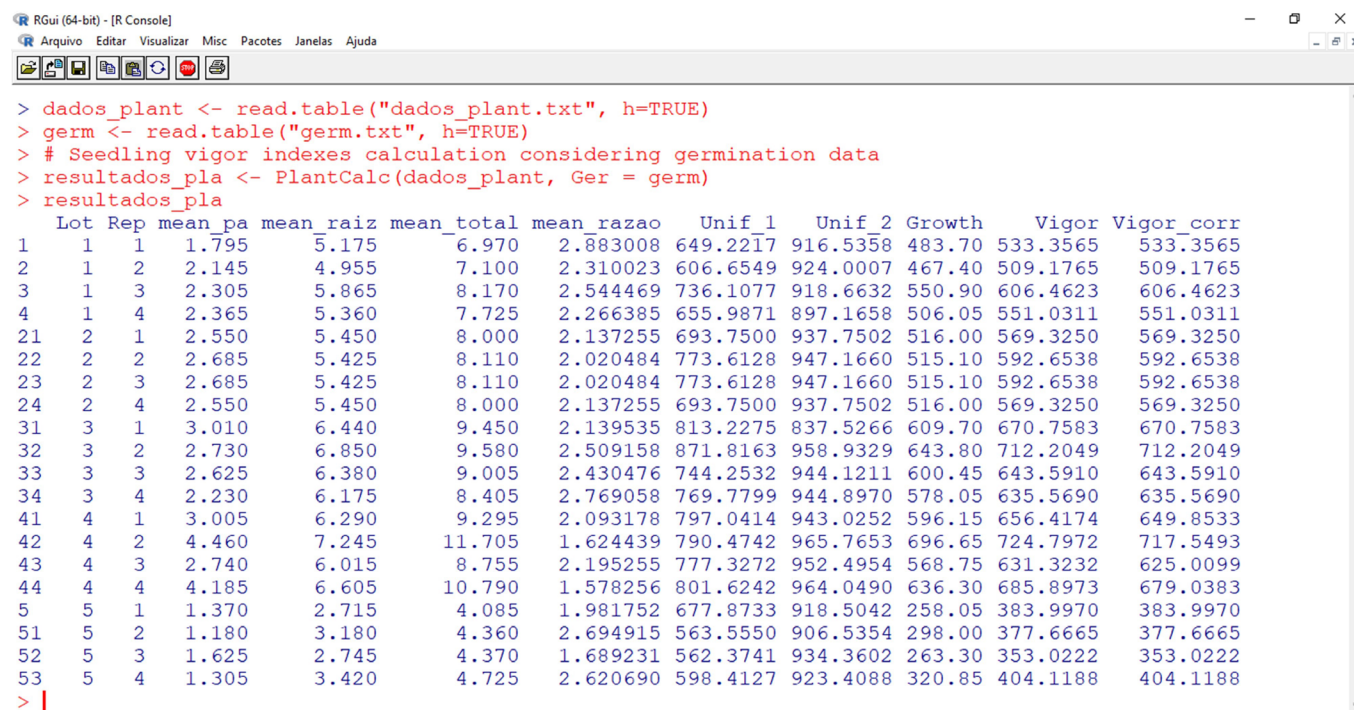 RGui (64-bit) - [R Console]
Arquivo Editar Visualizar Misc Pacotes Janelas Ajuda
STOP
> dados_plant <- read.table("dados_plant.txt", h=TRUE)
> germ <- read.table("germ.txt", h=TRUE)
> # Seedling vigor indexes calculation considering germination data
> resultados_pla <- PlantCalc(dados_plant, Ger = germ)
> resultados_pla
Lot Rep mean_pa mean_raiz mean_total mean_razao Unif_1 Unif_2 Growth Vigor Vigor_corr
1 1 1 1.795 5.175 6.970 2.883008 649.2217 916.5358 483.70 533.3565 533.3565
2 1 2 2.145 4.955 7.100 2.310023 606.6549 924.0007 467.40 509.1765 509.1765
3 1 3 2.305 5.865 8.170 2.544469 736.1077 918.6632 550.90 606.4623 606.4623
4 1 4 2.365 5.360 7.725 2.266385 655.9871 897.1658 506.05 551.0311 551.0311
21 2 1 2.550 5.450 8.000 2.137255 693.7500 937.7502 516.00 569.3250 569.3250
22 2 2 2.685 5.425 8.110 2.020484 773.6128 947.1660 515.10 592.6538 592.6538
23 2 3 2.685 5.425 8.110 2.020484 773.6128 947.1660 515.10 592.6538 592.6538
24 2 4 2.550 5.450 8.000 2.137255 693.7500 937.7502 516.00 569.3250 569.3250
31 3 1 3.010 6.440 9.450 2.139535 813.2275 837.5266 609.70 670.7583 670.7583
32 3 2 2.730 6.850 9.580 2.509158 871.8163 958.9329 643.80 712.2049 712.2049
33 3 3 2.625 6.380 9.005 2.430476 744.2532 944.1211 600.45 643.5910 643.5910
34 3 4 2.230 6.175 8.405 2.769058 769.7799 944.8970 578.05 635.5690 635.5690
41 4 1 3.005 6.290 9.295 2.093178 797.0414 943.0252 596.15 656.4174 649.8533
42 4 2 4.460 7.245 11.705 1.624439 790.4742 965.7653 696.65 724.7972 717.5493
43 4 3 2.740 6.015 8.755 2.195255 777.3272 952.4954 568.75 631.3232 625.0099
44 4 4 4.185 6.605 10.790 1.578256 801.6242 964.0490 636.30 685.8973 679.0383
5 5 1 1.370 2.715 4.085 1.981752 677.8733 918.5042 258.05 383.9970 383.9970
51 5 2 1.180 3.180 4.360 2.694915 563.5550 906.5354 298.00 377.6665 377.6665
52 5 3 1.625 2.745 4.370 1.689231 562.3741 934.3602 263.30 353.0222 353.0222
53 5 4 1.305 3.420 4.725 2.620690 598.4127 923.4088 320.85 404.1188 404.1188
>